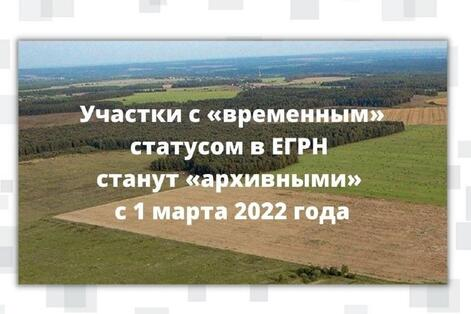 Участки с «временным»
статусом в ЕГРН
станут «архивными»
с 1 марта 2022 года